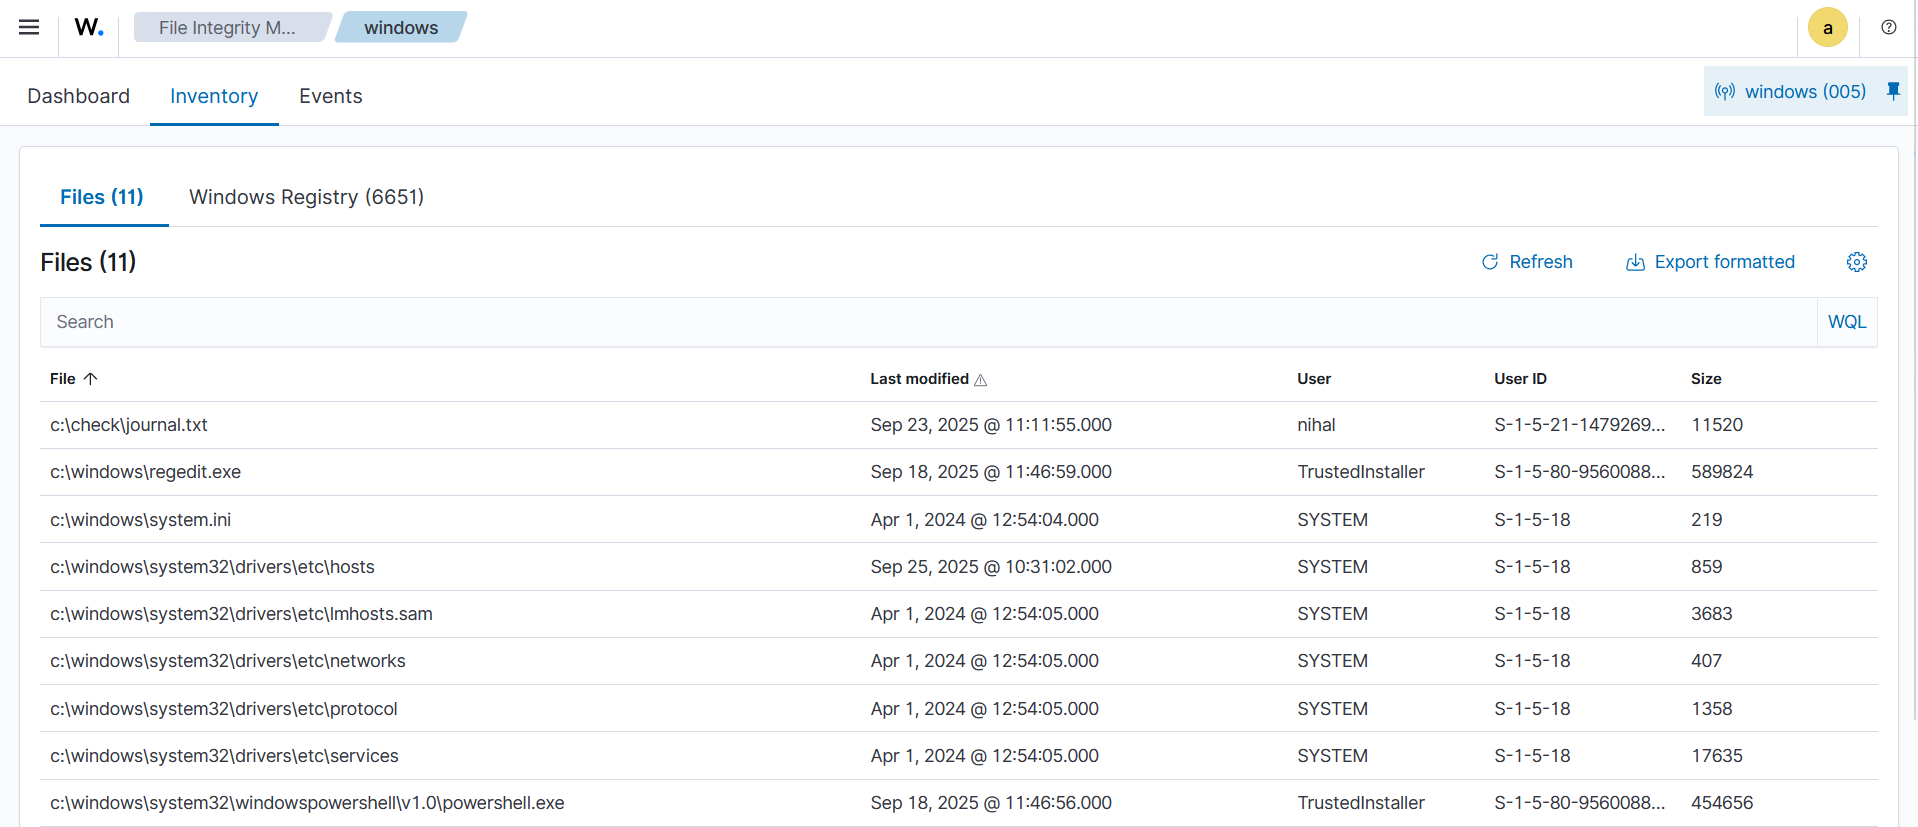 W. File Integrity M... windows a
Dashboard Inventory Events windows (005)
Files (11) Windows Registry (6651)
Files (11) Refresh Export formatted
Search WQL
File Last modified User User ID Size
c:\check\journal.txt Sep 23, 2025 @ 11:11:55.000 nihal S-1-5-21-1479269... 11520
c:\windows\regedit.exe Sep 18, 2025 @ 11:46:59.000 TrustedInstaller S-1-5-80-9560088... 589824
c:\windows\system.ini Apr 1, 2024 @ 12:54:04.000 SYSTEM S-1-5-18 219
c:\windows\system32\drivers\etc\hosts Sep 25, 2025 @ 10:31:02.000 SYSTEM S-1-5-18 859
c:\windows\system32\drivers\etc\lmhosts.sam Apr 1, 2024 @ 12:54:05.000 SYSTEM S-1-5-18 3683
c:\windows\system32\drivers\etc\networks Apr 1, 2024 @ 12:54:05.000 SYSTEM S-1-5-18 407
c:\windows\system32\drivers\etc\protocol Apr 1, 2024 @ 12:54:05.000 SYSTEM S-1-5-18 1358
c:\windows\system32\drivers\etc\services Apr 1, 2024 @ 12:54:05.000 SYSTEM S-1-5-18 17635
c:\windows\system32\windowspowershell\v1.0\powershell.exe Sep 18, 2025 @ 11:46:56.000 TrustedInstaller S-1-5-80-9560088... 454656